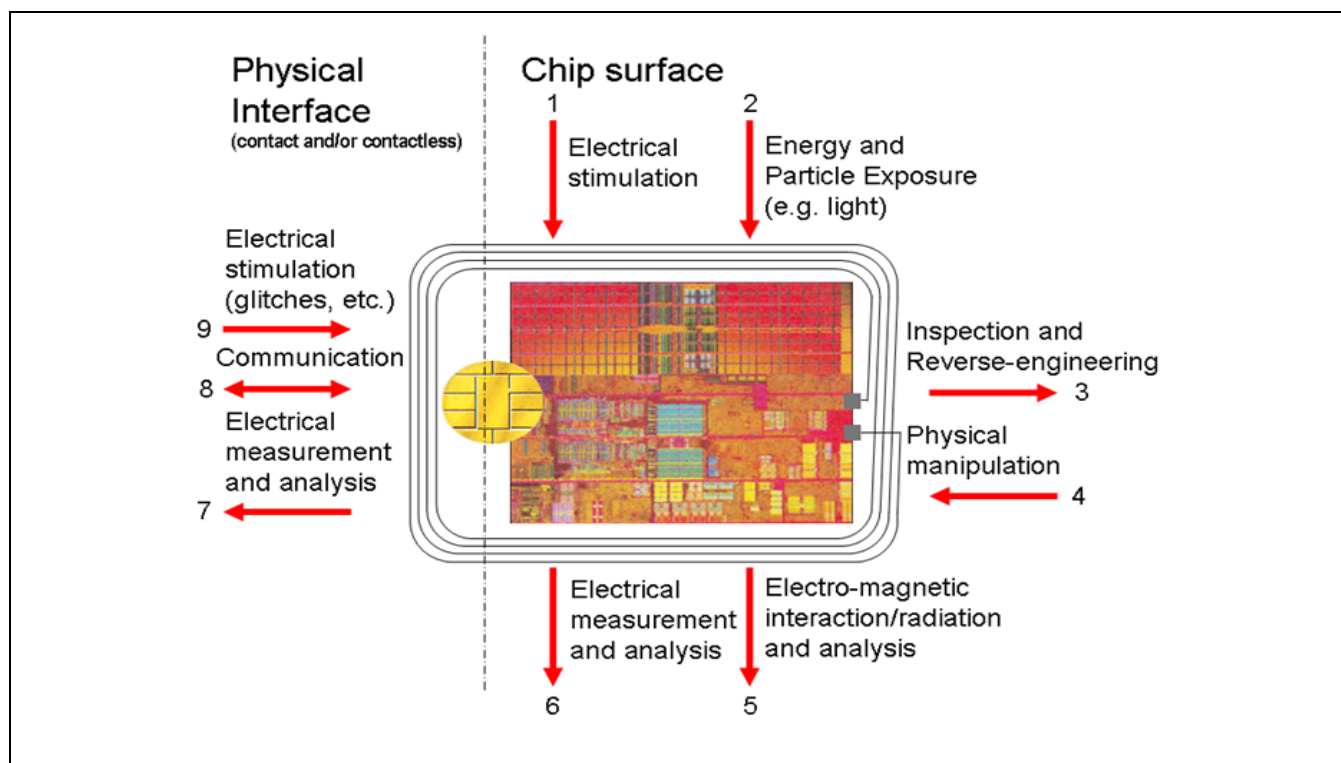 Physical
Interface
(contact and/or contactless)
Chip surface
1
Electrical
stimulation
2
Energy and
Particle Exposure
(e.g. light)
Electrical
stimulation
(glitches, etc.)
9
Communication
8
Electrical
measurement
and analysis
7
Inspection and
Reverse-engineering
3
Physical
manipulation
4
Electrical
measurement
and analysis
6
Electro-magnetic
interaction/radiation
and analysis
5